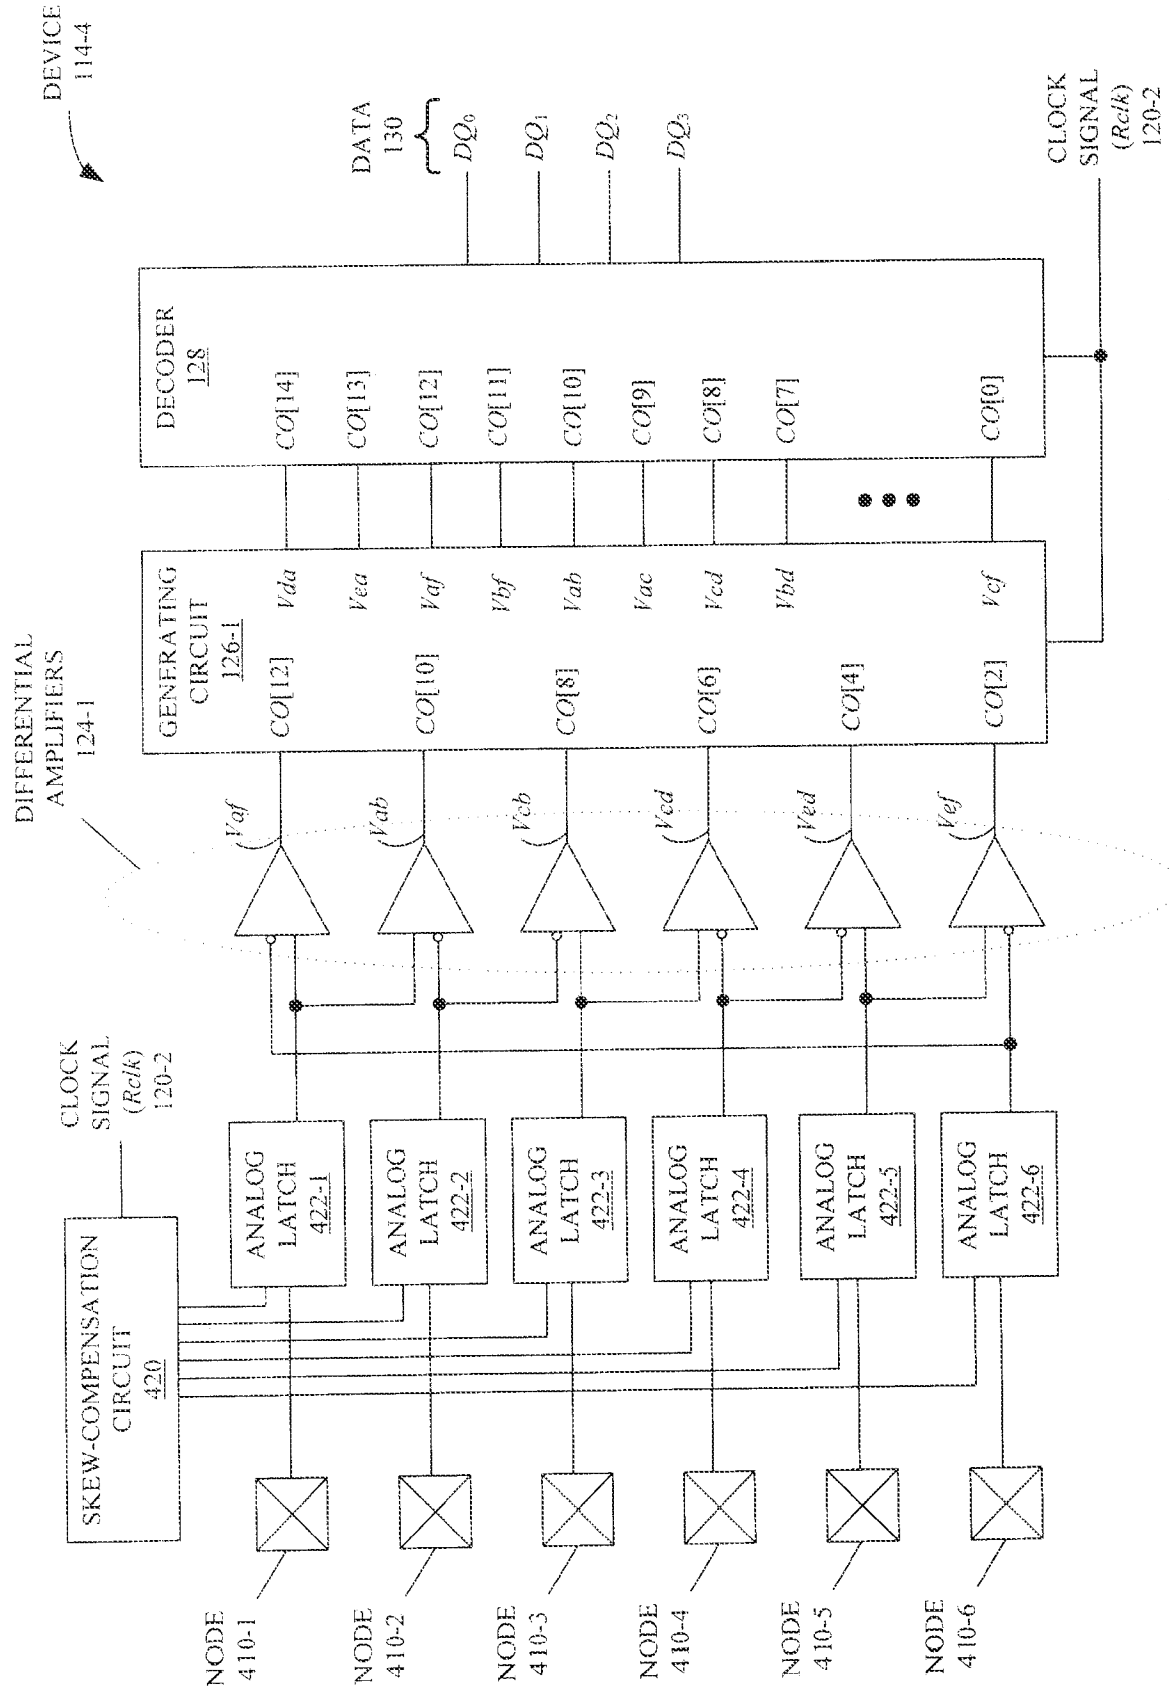 DEVICE
114-4
DIFFERENTIAL
AMPLIFIERS
124-1
CLOCK
SIGNAL
(Rclk)
120-2
SKEW-COMPENSATION
CIRCUIT
420
NODE
410-1
NODE
410-2
NODE
410-3
NODE
410-4
NODE
410-5
NODE
410-6
ANALOG
LATCH
422-1
ANALOG
LATCH
422-2
ANALOG
LATCH
422-3
ANALOG
LATCH
422-4
ANALOG
LATCH
422-5
ANALOG
LATCH
422-6
Vaf
Vab
Vcb
Vcd
Ved
Vef
GENERATING
CIRCUIT
126-1
CO[12]
CO[10]
CO[8]
CO[6]
CO[4]
CO[2]
Vda
Vea
Vaf
Vbf
Vab
Vac
Vcd
Vbd
Vcf
DECODER
128
CO[14]
CO[13]
CO[12]
CO[11]
CO[10]
CO[9]
CO[8]
CO[7]
CO[0]
DATA
130
DQ0
DQ1
DQ2
DQ3
CLOCK
SIGNAL
(Rclk)
120-2